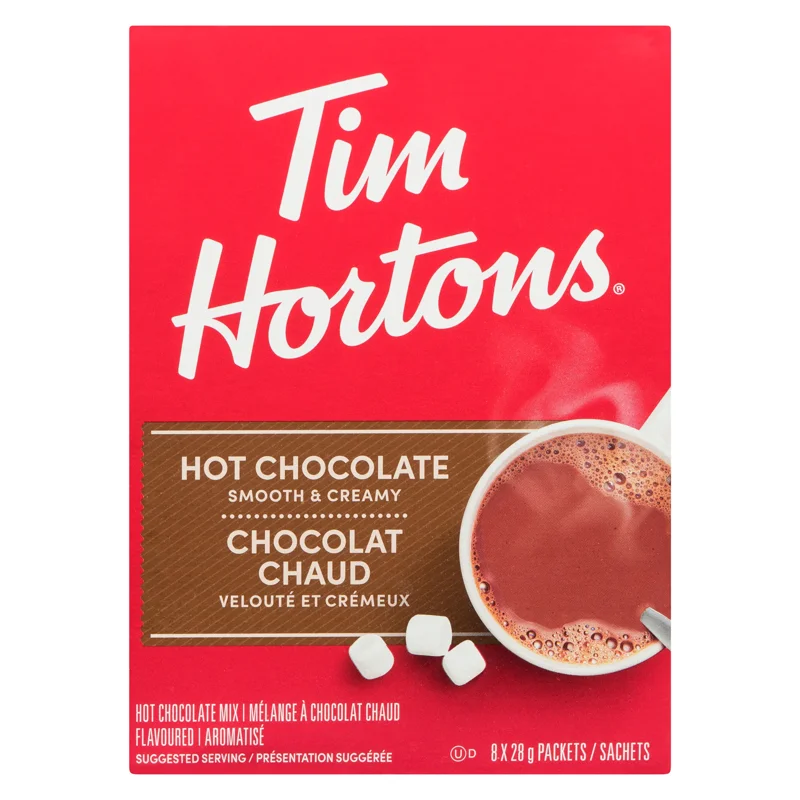 Tim
Hortons®
HOT CHOCOLATE
SMOOTH & CREAMY
CHOCOLAT
CHAUD
VELOUTÉ ET CRÉMEUX
HOT CHOCOLATE MIX | MÉLANGE À CHOCOLAT CHAUD
FLAVOURED | AROMATISÉ
SUGGESTED SERVING / PRÉSENTATION SUGGÉRÉE
U D 8 X 28 g PACKETS / SACHETS